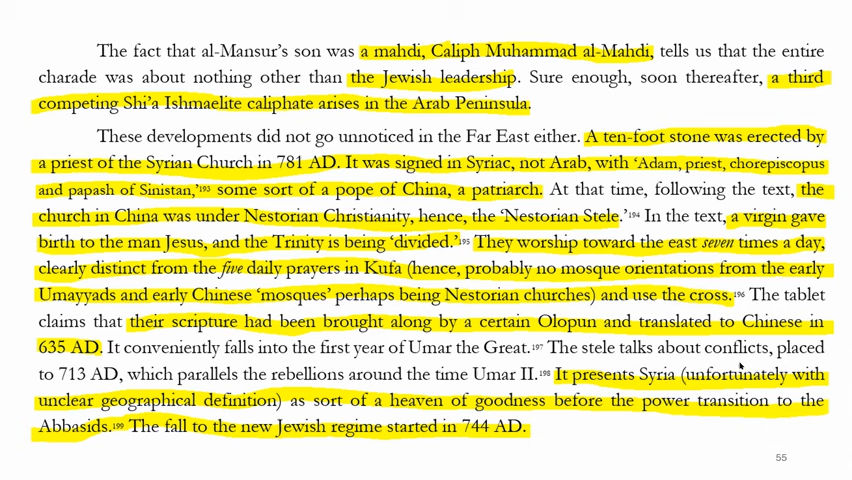 The fact that al-Mansur's son was a mahdi, Caliph Muhammad al-Mahdi, tells us that the entire
charade was about nothing other than the Jewish leadership. Sure enough, soon thereafter, a third
competing Shi'a Ishmaelite caliphate arises in the Arab Peninsula.
These developments did not go unnoticed in the Far East either. A ten-foot stone was erected by
a priest of the Syrian Church in 781 AD. It was signed in Syriac, not Arab, with 'Adam, priest, chorepiscopus
and papash of Sinistan,'193 some sort of a pope of China, a patriarch. At that time, following the text, the
church in China was under Nestorian Christianity, hence, the 'Nestorian Stele.'194 In the text, a virgin gave
birth to the man Jesus, and the Trinity is being 'divided.'195 They worship toward the east seven times a day,
clearly distinct from the five daily prayers in Kufa (hence, probably no mosque orientations from the early
Umayyads and early Chinese 'mosques' perhaps being Nestorian churches) and use the cross.196 The tablet
claims that their scripture had been brought along by a certain Olopun and translated to Chinese in
635 AD. It conveniently falls into the first year of Umar the Great.197 The stele talks about conflicts, placed
to 713 AD, which parallels the rebellions around the time Umar II.198 It presents Syria (unfortunately with
unclear geographical definition) as sort of a heaven of goodness before the power transition to the
Abbasids.199 The fall to the new Jewish regime started in 744 AD.
55